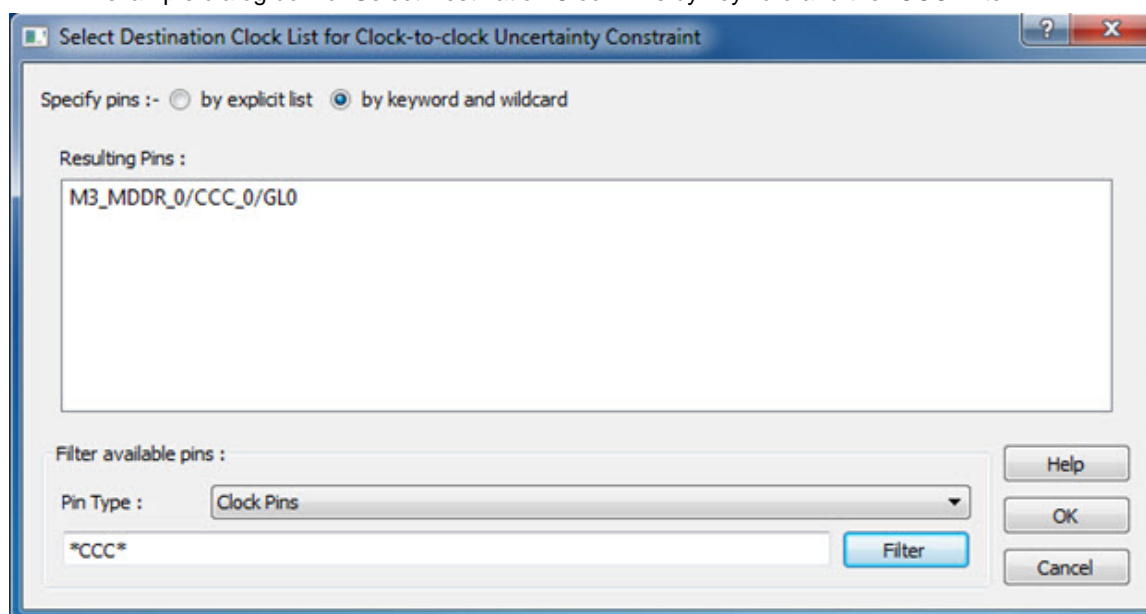 Select Destination Clock List for Clock-to-clock Uncertainty Constraint
? X
Specify pins :- by explicit list by keyword and wildcard
Resulting Pins :
M3_MDDR_0/CCC_0/GL0
Filter available pins :
Pin Type : Clock Pins
*CCC*
Filter
Help
OK
Cancel